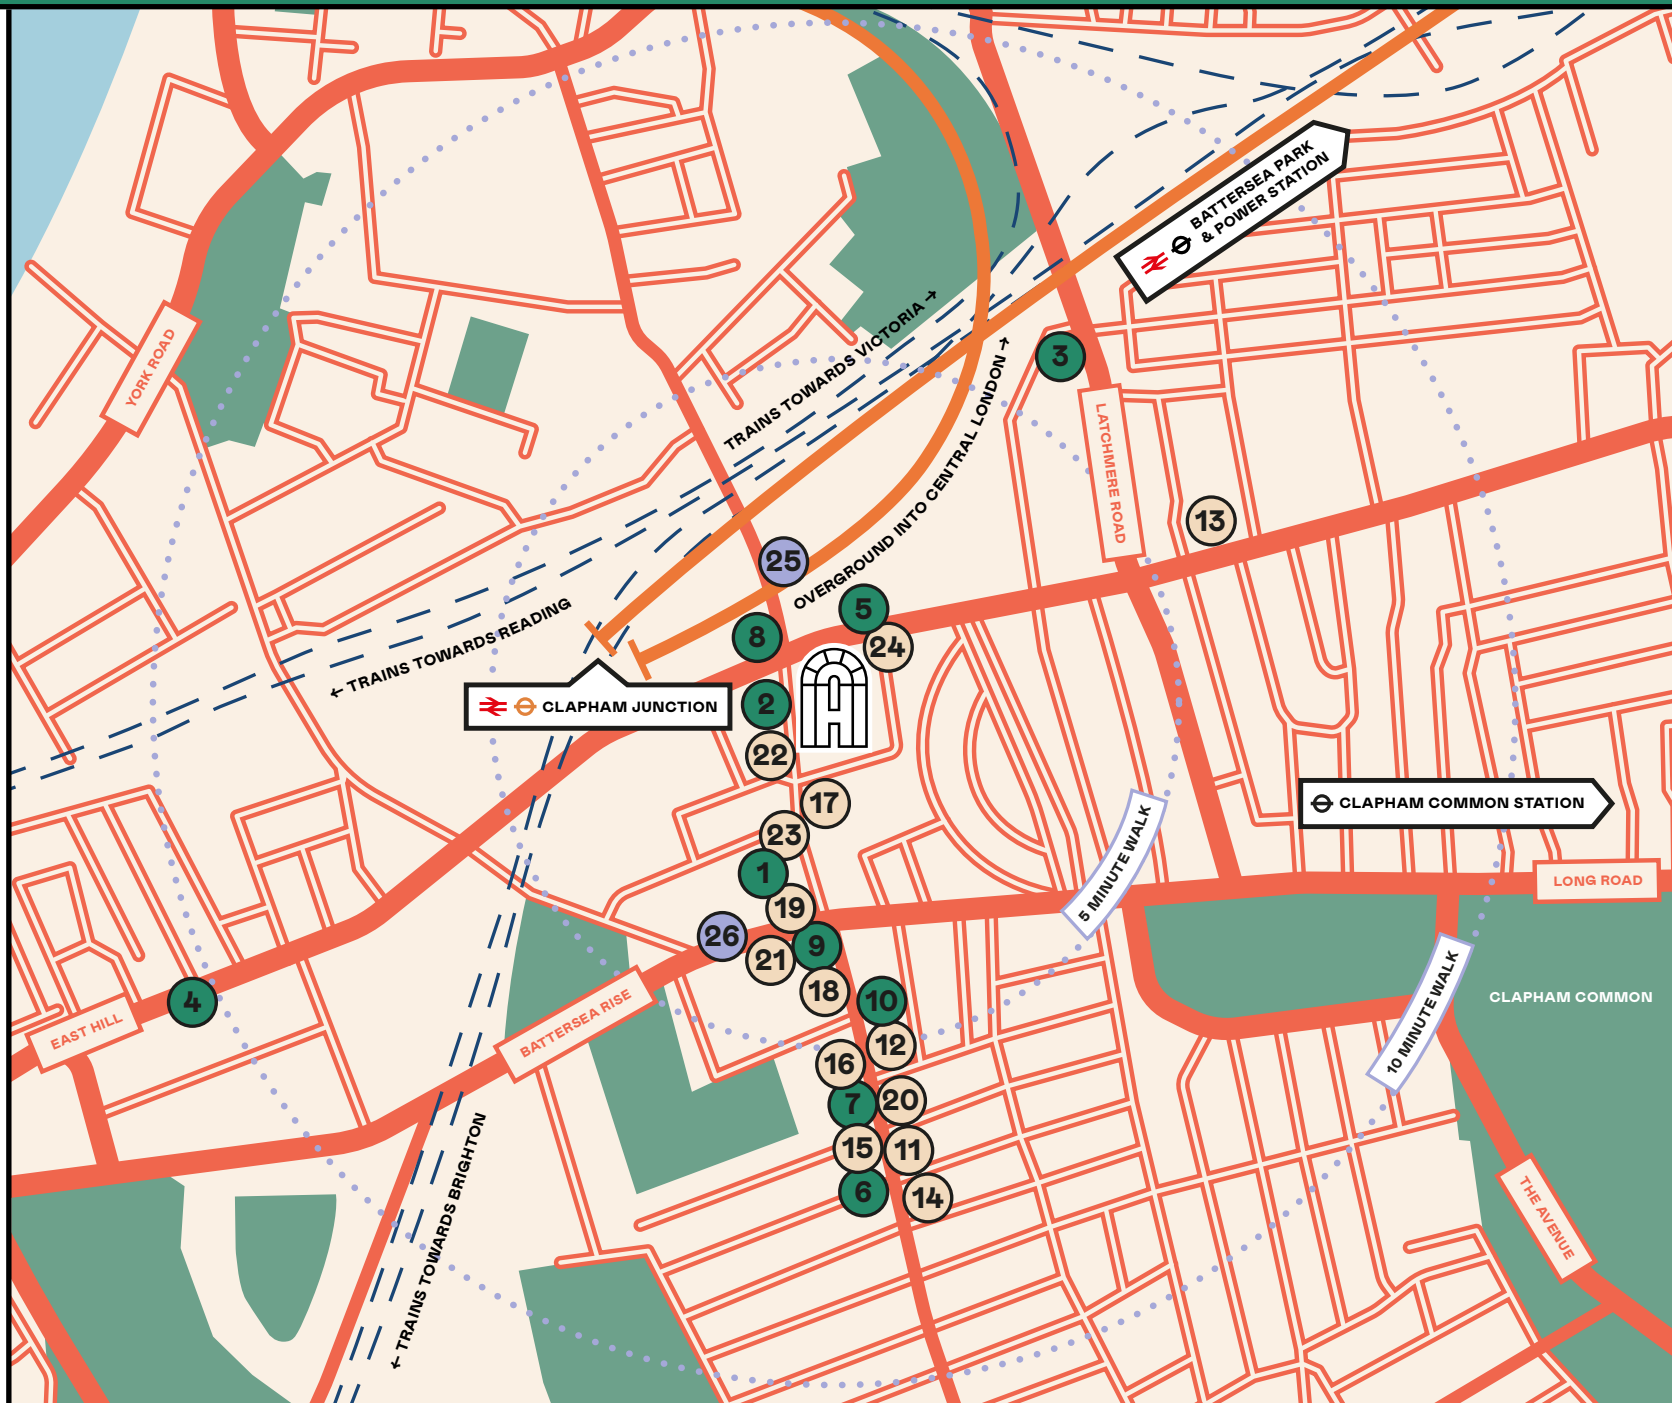 BATTERSEA PARK
& POWER STATION
TRAINS TOWARDS VICTORIA →
YORK ROAD
3
OVERGROUND INTO CENTRAL LONDON →
LATCHMERE ROAD
13
25
5
8
24
← TRAINS TOWARDS READING
2
CLAPHAM JUNCTION
22
17
CLAPHAM COMMON STATION
23
1
5 MINUTE WALK
LONG ROAD
19
26
9
21
18
10
4
CLAPHAM COMMON
10 MINUTE WALK
EAST HILL
BATTERSEA RISE
12
16
7
20
15
11
6
14
← TRAINS TOWARDS BRIGHTON
THE AVENUE